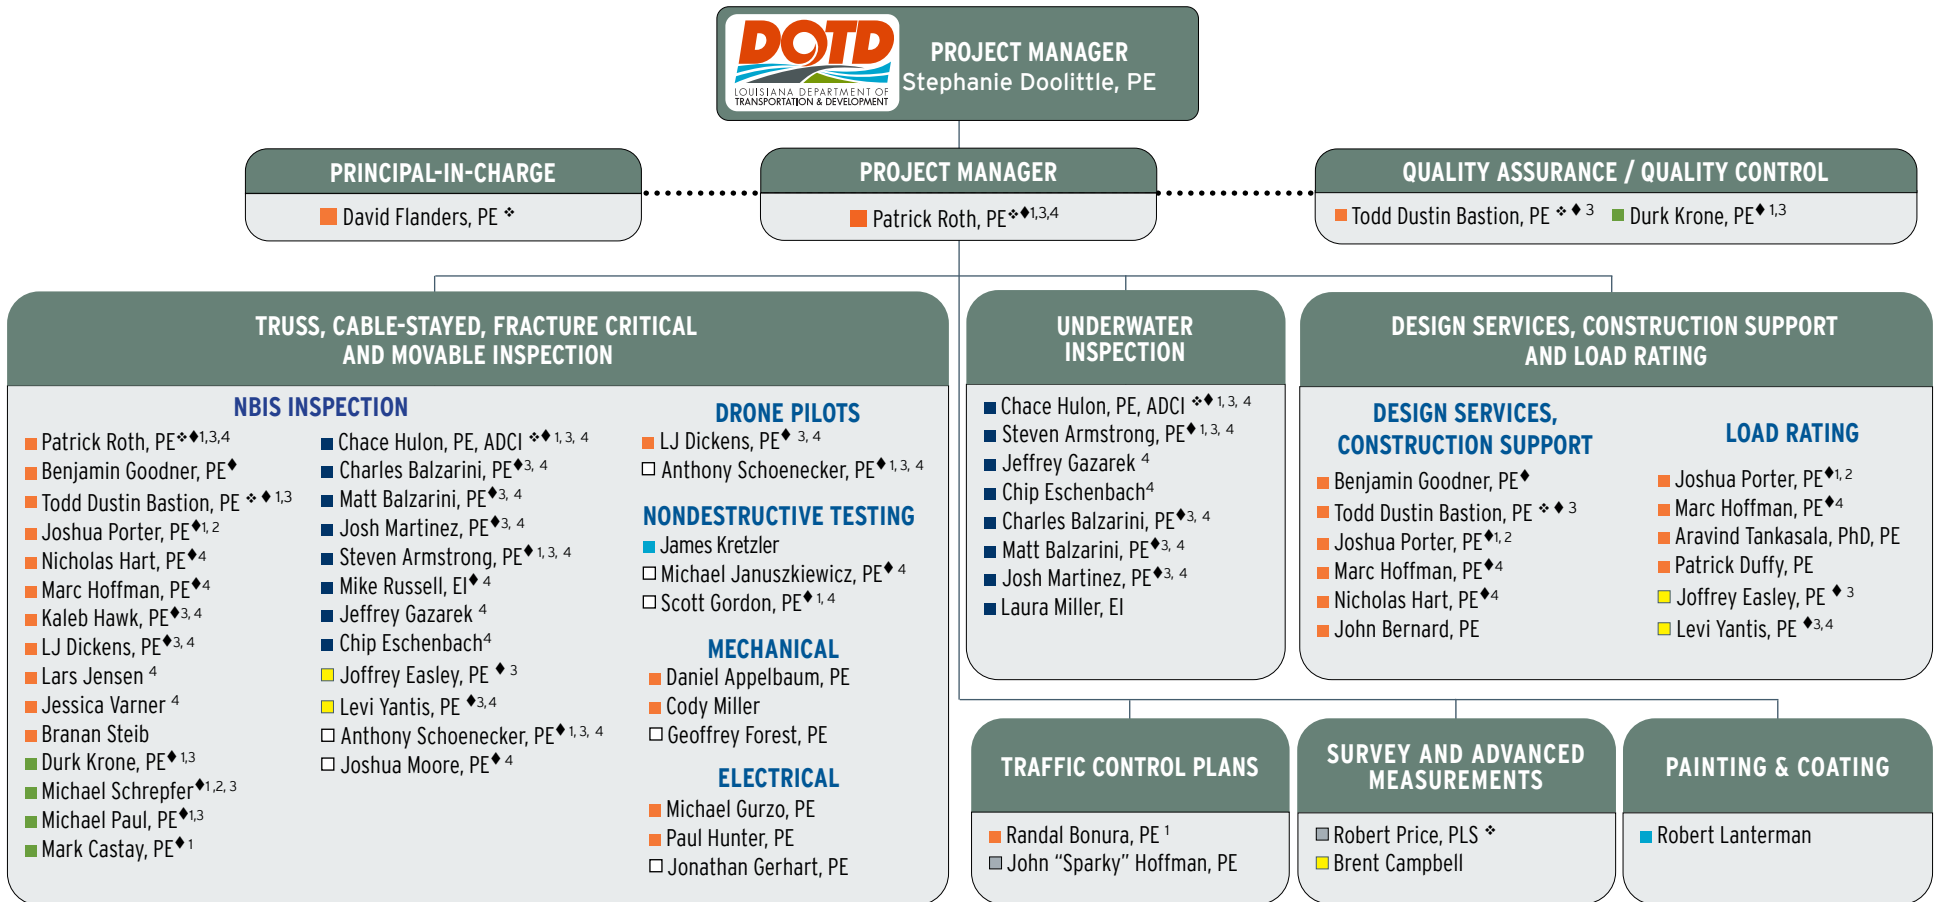 DOTD
LOUISIANA DEPARTMENT OF
TRANSPORTATION & DEVELOPMENT
PROJECT MANAGER
Stephanie Doolittle, PE
PRINCIPAL-IN-CHARGE
David Flanders, PE ❖
PROJECT MANAGER
Patrick Roth, PE❖♦1,3,4
QUALITY ASSURANCE / QUALITY CONTROL
Todd Dustin Bastion, PE ❖ ♦ 3
Durk Krone, PE♦ 1,3
TRUSS, CABLE-STAYED, FRACTURE CRITICAL
AND MOVABLE INSPECTION
NBIS INSPECTION
Patrick Roth, PE❖♦1,3,4
Benjamin Goodner, PE♦
Todd Dustin Bastion, PE ❖ ♦ 1,3
Joshua Porter, PE♦1, 2
Nicholas Hart, PE♦4
Marc Hoffman, PE♦4
Kaleb Hawk, PE♦3, 4
LJ Dickens, PE♦3, 4
Lars Jensen 4
Jessica Varner 4
Branan Steib
Durk Krone, PE♦1,3
Michael Schrepfer♦1,2, 3
Michael Paul, PE♦1,3
Mark Castay, PE♦ 1
Chace Hulon, PE, ADCI ❖♦ 1, 3, 4
Charles Balzarini, PE♦3, 4
Matt Balzarini, PE♦3, 4
Josh Martinez, PE♦3, 4
Steven Armstrong, PE♦ 1, 3, 4
Mike Russell, EI♦ 4
Jeffrey Gazarek 4
Chip Eschenbach4
Joffrey Easley, PE ♦ 3
Levi Yantis, PE ♦3,4
Anthony Schoenecker, PE♦ 1, 3, 4
Joshua Moore, PE♦ 4
DRONE PILOTS
LJ Dickens, PE♦ 3, 4
Anthony Schoenecker, PE♦ 1, 3, 4
NONDESTRUCTIVE TESTING
James Kretzler
Michael Januszkiewicz, PE♦ 4
Scott Gordon, PE♦ 1, 4
MECHANICAL
Daniel Appelbaum, PE
Cody Miller
Geoffrey Forest, PE
ELECTRICAL
Michael Gurzo, PE
Paul Hunter, PE
Jonathan Gerhart, PE
UNDERWATER
INSPECTION
Chace Hulon, PE, ADCI ❖♦ 1, 3, 4
Steven Armstrong, PE♦ 1, 3, 4
Jeffrey Gazarek 4
Chip Eschenbach4
Charles Balzarini, PE♦3, 4
Matt Balzarini, PE♦3, 4
Josh Martinez, PE♦3, 4
Laura Miller, EI
DESIGN SERVICES, CONSTRUCTION SUPPORT
AND LOAD RATING
DESIGN SERVICES,
CONSTRUCTION SUPPORT
Benjamin Goodner, PE♦
Todd Dustin Bastion, PE ❖ ♦ 3
Joshua Porter, PE♦1, 2
Marc Hoffman, PE♦4
Nicholas Hart, PE♦4
John Bernard, PE
LOAD RATING
Joshua Porter, PE♦1, 2
Marc Hoffman, PE♦4
Aravind Tankasala, PhD, PE
Patrick Duffy, PE
Joffrey Easley, PE ♦ 3
Levi Yantis, PE ♦3,4
TRAFFIC CONTROL PLANS
Randal Bonura, PE 1
John “Sparky” Hoffman, PE
SURVEY AND ADVANCED
MEASUREMENTS
Robert Price, PLS ❖
Brent Campbell
PAINTING & COATING
Robert Lanterman